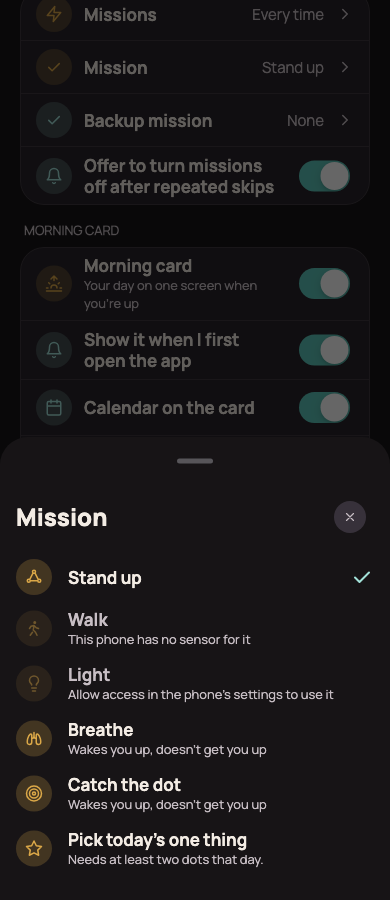 Missions
Every time
Mission
Stand up
Backup mission
None
Offer to turn missions
off after repeated skips
MORNING CARD
Morning card
Your day on one screen when
you're up
Show it when I first
open the app
Calendar on the card
Mission
Stand up
Walk
This phone has no sensor for it
Light
Allow access in the phone's settings to use it
Breathe
Wakes you up, doesn't get you up
Catch the dot
Wakes you up, doesn't get you up
Pick today's one thing
Needs at least two dots that day.